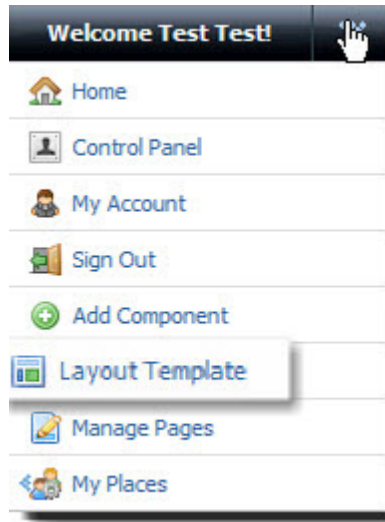 Welcome Test Test!
Home
Control Panel
My Account
Sign Out
Add Component
Layout Template
Manage Pages
My Places